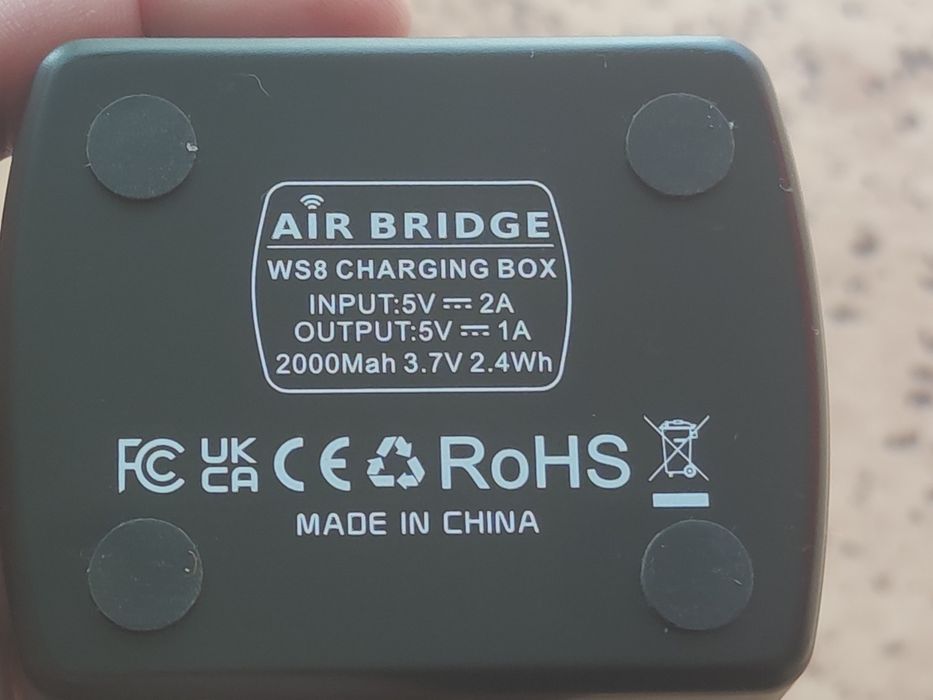 AIR BRIDGE
WS8 CHARGING BOX
INPUT:5V ⎓ 2A
OUTPUT:5V ⎓ 1A
2000Mah 3.7V 2.4Wh
FC UK CA CE RoHS
MADE IN CHINA